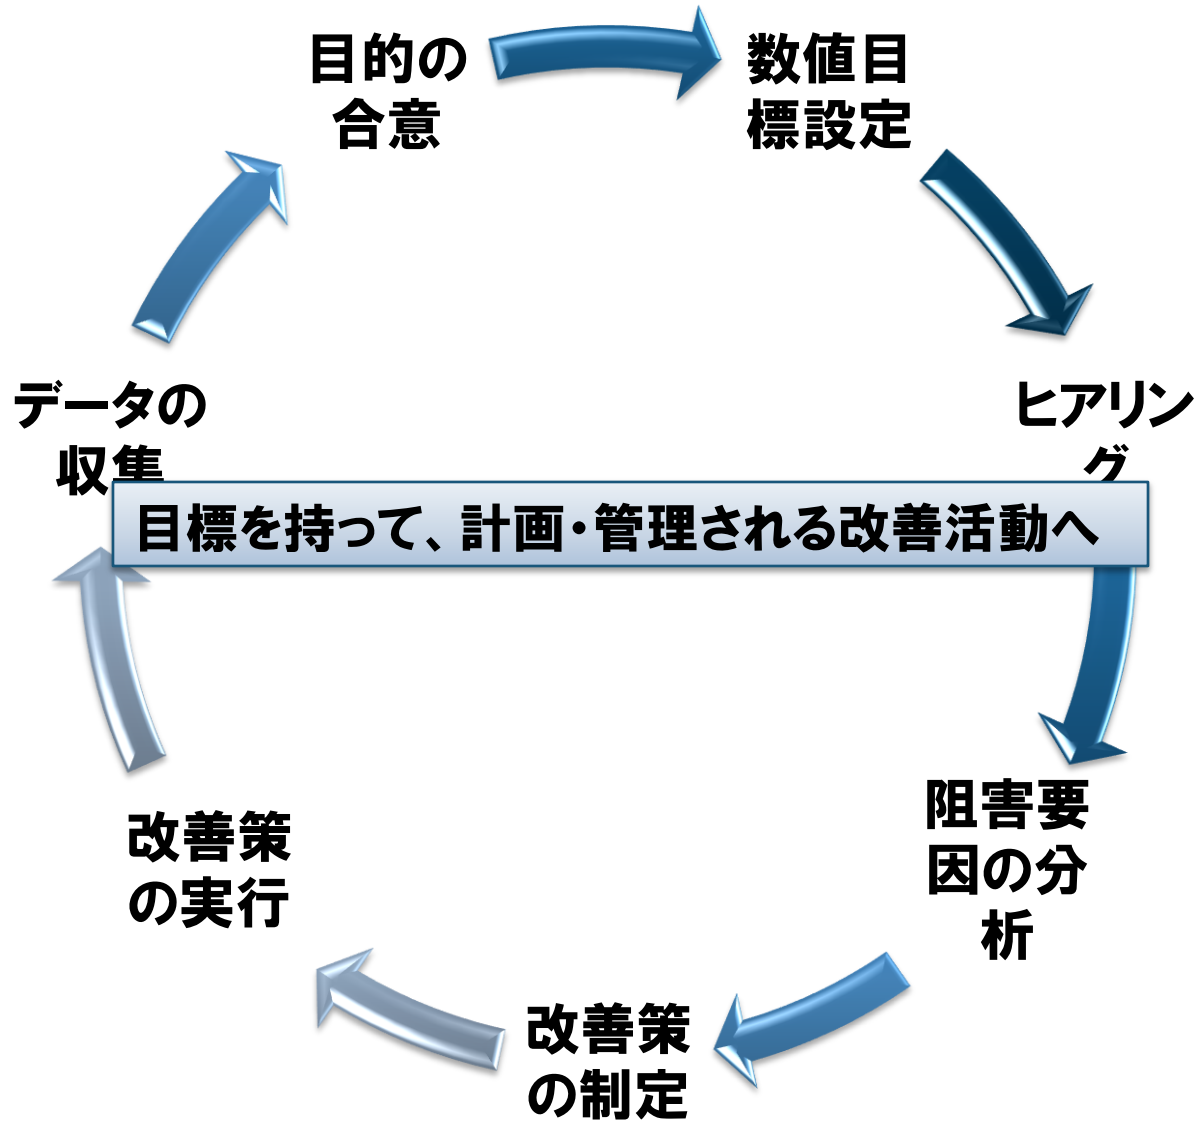 目的の
合意
数値目
標設定
ヒアリン
グ
阻害要
因の分
析
改善策
の制定
改善策
の実行
データの
収集
目標を持って、計画・管理される改善活動へ